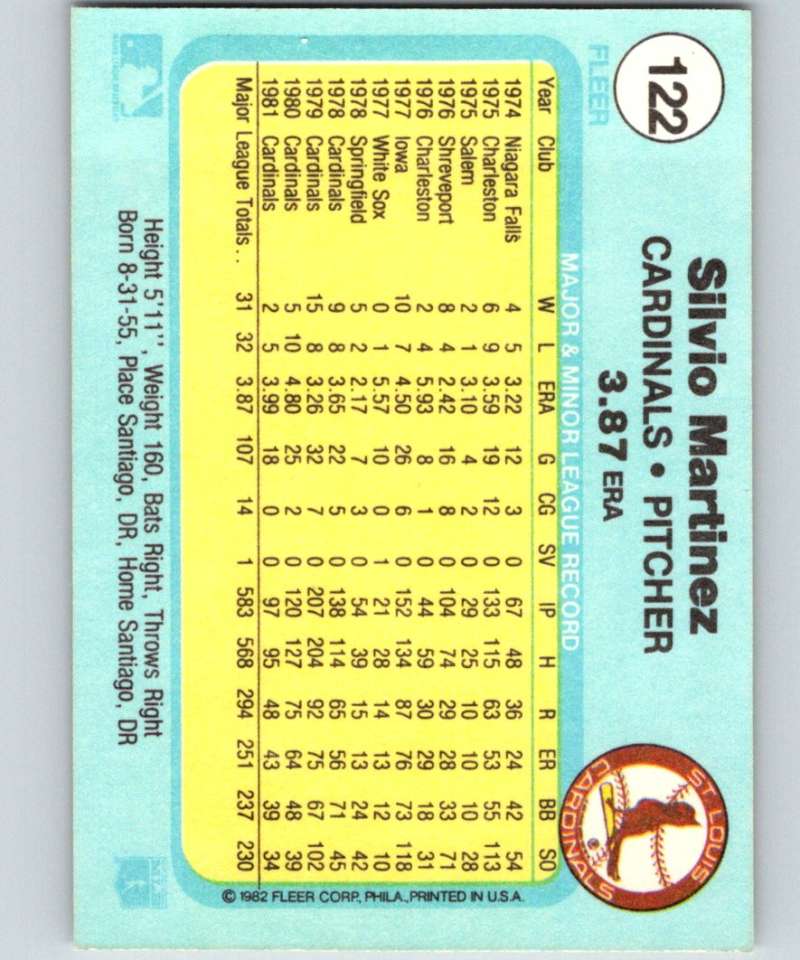 122
FLEER
Silvio Martinez
CARDINALS • PITCHER
3.87 ERA
ST. LOUIS
CARDINALS
MAJOR & MINOR LEAGUE RECORD
Year Club W L ERA G CG SV IP H R ER BB SO
1974 Niagara Falls 4 5 3.22 12 3 0 67 48 36 24 42 54
1975 Charleston 6 9 3.59 19 12 0 133 115 63 53 55 113
1975 Salem 2 1 3.10 4 2 0 29 25 10 10 10 28
1976 Shreveport 8 4 2.42 16 8 0 104 74 29 28 33 71
1976 Charleston 2 4 5.93 8 1 0 44 59 30 29 18 31
1977 Iowa 10 7 4.50 26 6 0 152 134 87 76 73 118
1977 White Sox 0 1 5.57 10 0 1 21 28 14 13 12 10
1978 Springfield 5 2 2.17 7 3 0 54 39 15 13 24 42
1978 Cardinals 9 8 3.65 22 5 0 138 114 65 56 71 45
1979 Cardinals 15 8 3.26 32 7 0 207 204 92 75 67 102
1980 Cardinals 5 10 4.80 25 2 0 120 127 75 64 48 39
1981 Cardinals 2 5 3.99 18 0 0 97 95 48 43 39 34
Major League Totals . . 31 32 3.87 107 14 1 583 568 294 251 237 230
© 1982 FLEER CORP., PHILA., PRINTED IN U.S.A.
Height 5'11", Weight 160, Bats Right, Throws Right
Born 8-31-55, Place Santiago, DR, Home Santiago, DR